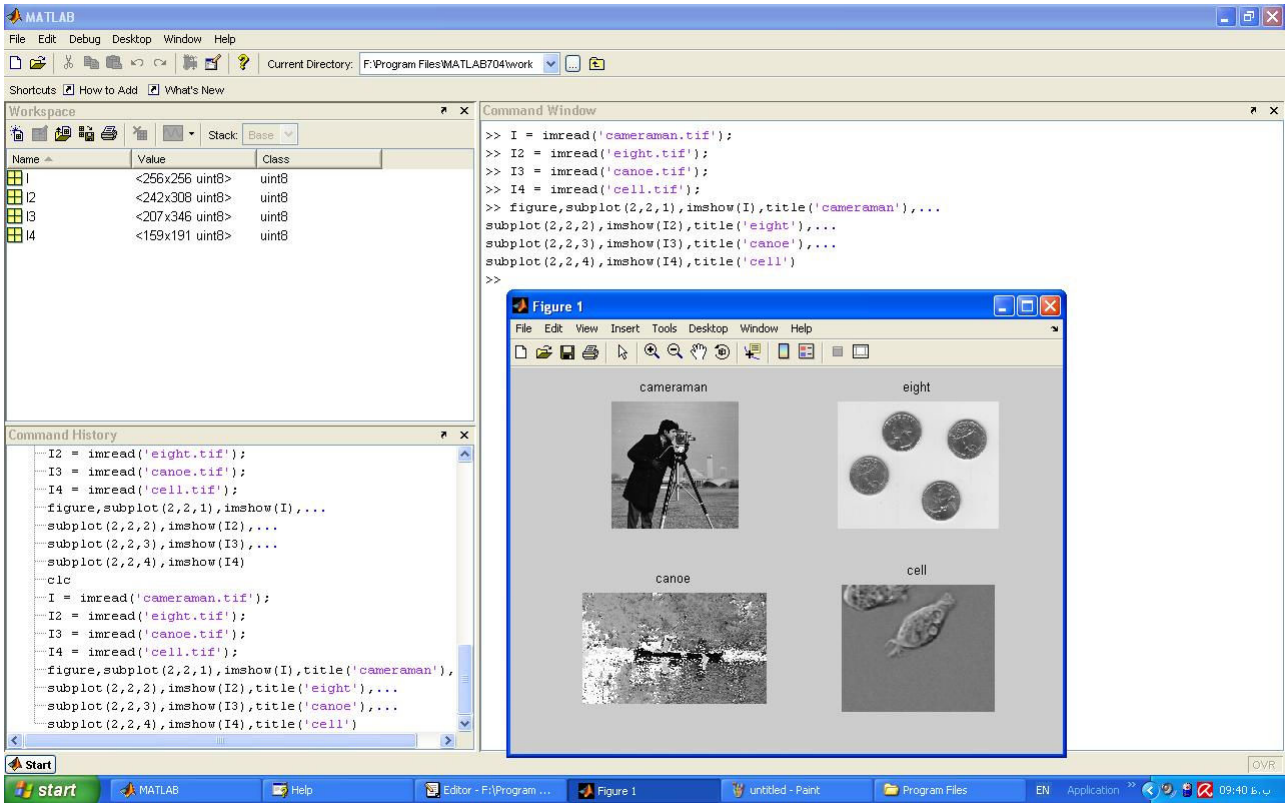 MATLAB
File Edit Debug Desktop Window Help
Current Directory: F:\Program Files\MATLAB704\work
Shortcuts How to Add What's New
Workspace
Stack: Base
Name Value Class
I <256x256 uint8> uint8
I2 <242x308 uint8> uint8
I3 <207x346 uint8> uint8
I4 <159x191 uint8> uint8
Command History
I2 = imread('eight.tif');
I3 = imread('canoe.tif');
I4 = imread('cell.tif');
figure,subplot(2,2,1),imshow(I),...
subplot(2,2,2),imshow(I2),...
subplot(2,2,3),imshow(I3),...
subplot(2,2,4),imshow(I4)
clc
I = imread('cameraman.tif');
I2 = imread('eight.tif');
I3 = imread('canoe.tif');
I4 = imread('cell.tif');
figure,subplot(2,2,1),imshow(I),title('cameraman'),
subplot(2,2,2),imshow(I2),title('eight'),...
subplot(2,2,3),imshow(I3),title('canoe'),...
subplot(2,2,4),imshow(I4),title('cell')
Command Window
>> I = imread('cameraman.tif');
>> I2 = imread('eight.tif');
>> I3 = imread('canoe.tif');
>> I4 = imread('cell.tif');
>> figure,subplot(2,2,1),imshow(I),title('cameraman'),...
subplot(2,2,2),imshow(I2),title('eight'),...
subplot(2,2,3),imshow(I3),title('canoe'),...
subplot(2,2,4),imshow(I4),title('cell')
>>
Figure 1
File Edit View Insert Tools Desktop Window Help
cameraman
eight
canoe
cell
Start
OVR
start MATLAB Help Editor - F:\Program ... Figure 1 untitled - Paint Program Files EN Application 09:40 ب.ظ